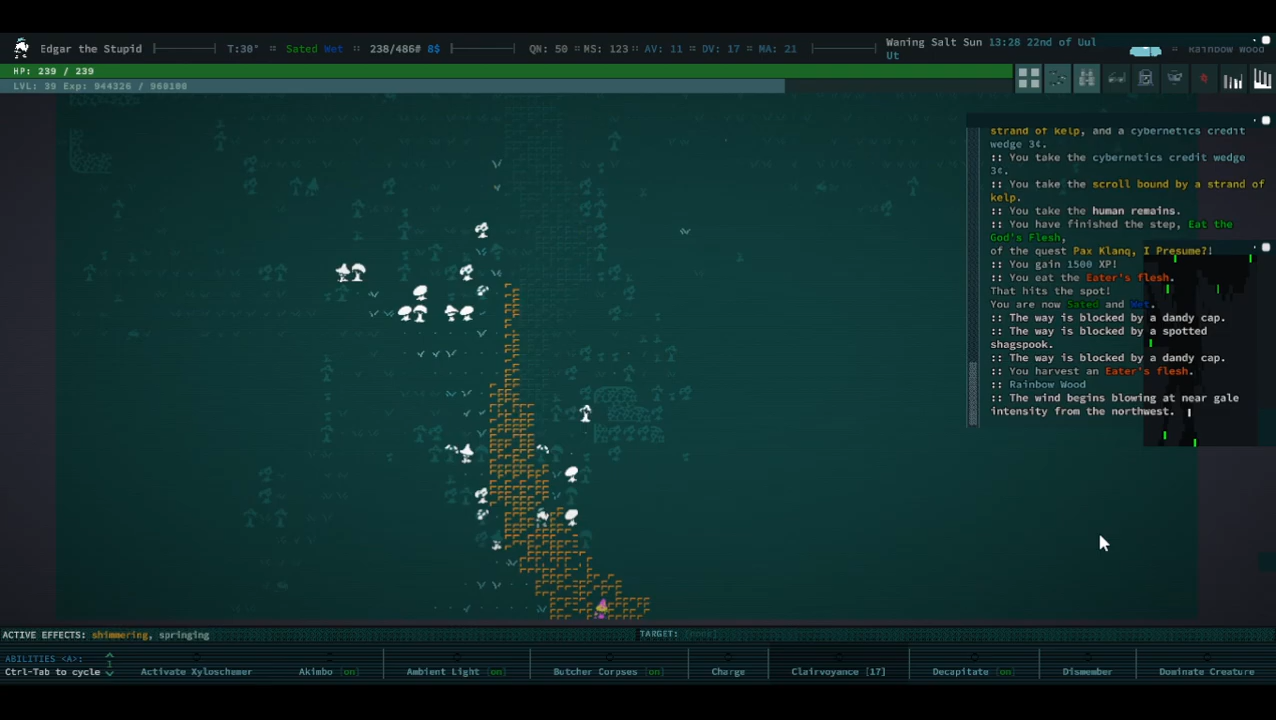 Edgar the Stupid T:30° Sated Wet :: 238/486# 8$ QN: 50 :: MS: 123 :: AV: 11 :: DV: 17 :: MA: 21 Waning Salt Sun 13:28 22nd of Uul
Ut :: Rainbow Wood
HP: 239 / 239
LVL: 39 Exp: 944326 / 960100
strand of kelp, and a cybernetics credit
wedge 3¢.
:: You take the cybernetics credit wedge
3¢.
:: You take the scroll bound by a strand of
kelp.
:: You take the human remains.
:: You have finished the step, Eat the
God's Flesh,
of the quest Pax Klanq, I Presume?!
:: You gain 1500 XP!
:: You eat the Eater's flesh.
That hits the spot!
You are now Sated and Wet.
:: The way is blocked by a dandy cap.
:: The way is blocked by a spotted
shagspook.
:: The way is blocked by a dandy cap.
:: You harvest an Eater's flesh.
:: Rainbow Wood
:: The wind begins blowing at near gale
intensity from the northwest.
ACTIVE EFFECTS: shimmering, springing TARGET: [none]
ABILITIES <A>: 1
Ctrl-Tab to cycle Activate Xyloschemer Akimbo [on] Ambient Light [on] Butcher Corpses [on] Charge Clairvoyance [17] Decapitate [on] Dismember Dominate Creature